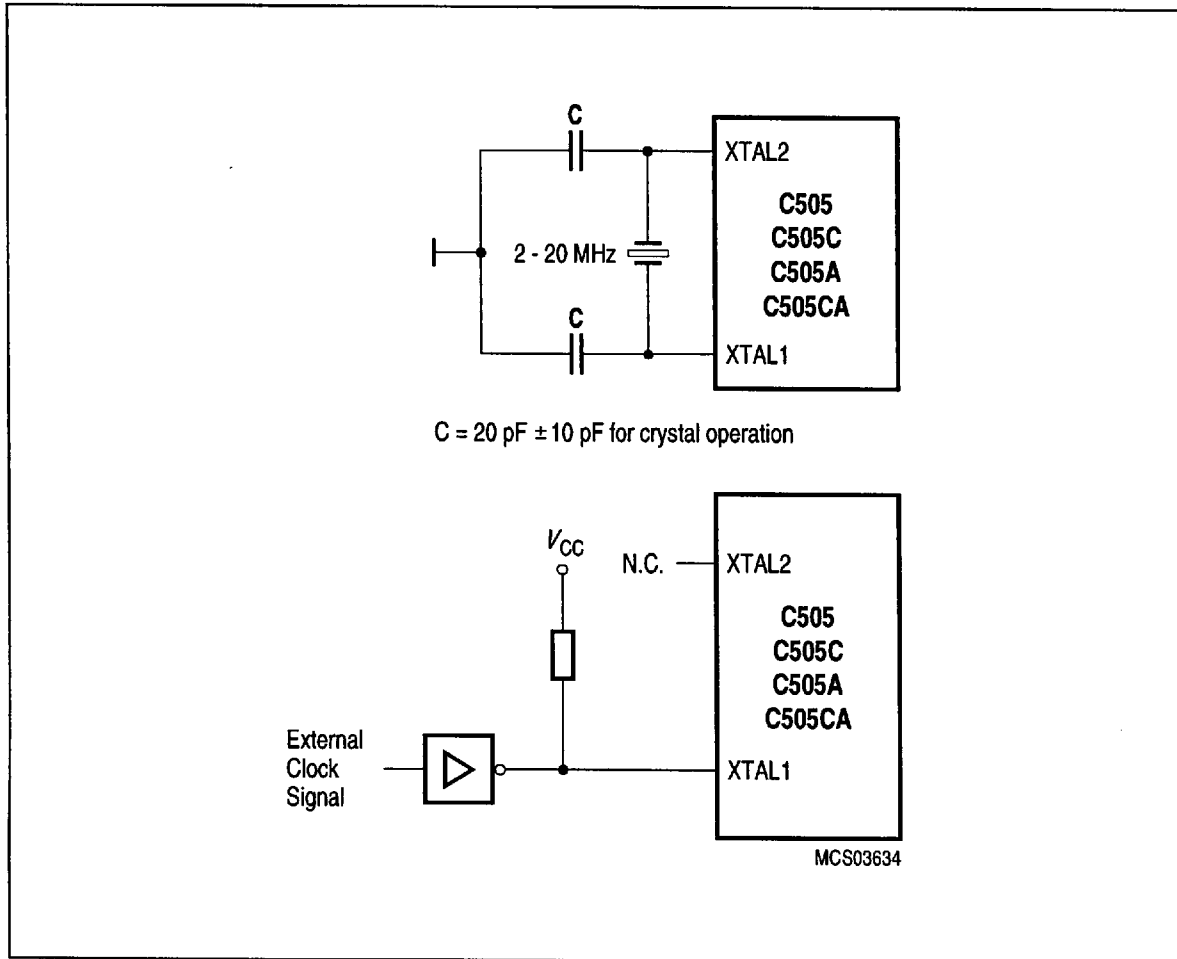 C
XTAL2
C505
C505C
C505A
C505CA
2 - 20 MHz
C
XTAL1
C = 20 pF ± 10 pF for crystal operation
VCC
N.C.
XTAL2
C505
C505C
C505A
C505CA
External
Clock
Signal
XTAL1
MCS03634